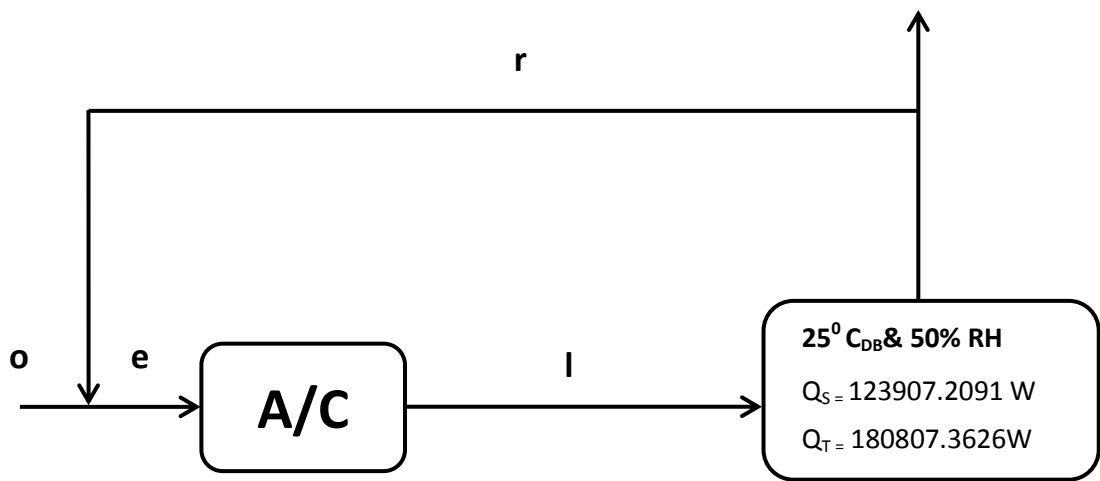 r
o
e
A/C
l
25⁰ C_DB& 50% RH
Q_S = 123907.2091 W
Q_T = 180807.3626W